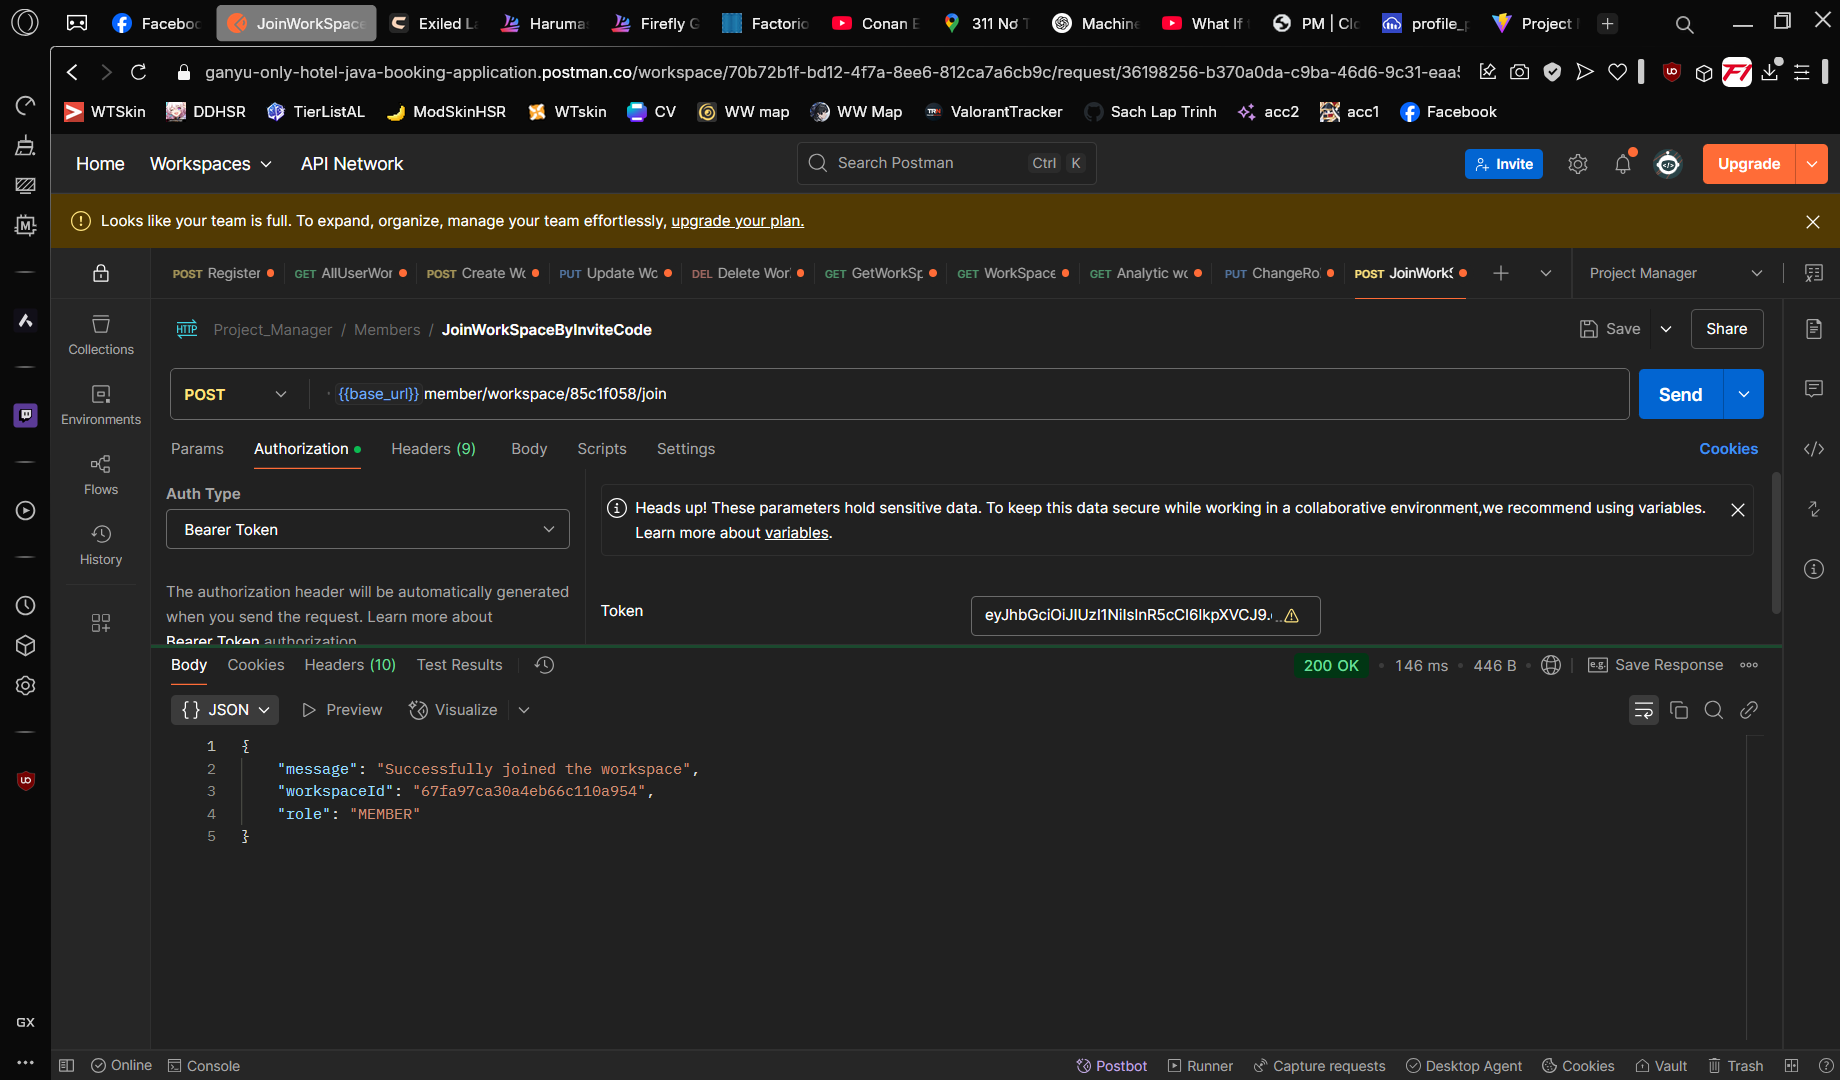 Faceboo
JoinWorkSpace
Exiled La
Haruma
Firefly G
Factorio
Conan E
311 Nơ T
Machine
What If
PM | Clo
profile_p
Project
ganyu-only-hotel-java-booking-application.postman.co/workspace/70b72b1f-bd12-4f7a-8ee6-812ca7a6cb9c/request/36198256-b370a0da-c9ba-46d6-9c31-eaa5
WTSkin DDHSR TierListAL ModSkinHSR WTskin CV WW map WW Map ValorantTracker Sach Lap Trinh acc2 acc1 Facebook
Home Workspaces API Network Search Postman Ctrl K Invite Upgrade
Looks like your team is full. To expand, organize, manage your team effortlessly, upgrade your plan.
POST Register GET AllUserWor POST Create Wo PUT Update Wo DEL Delete Wor GET GetWorkSp GET WorkSpace GET Analytic wo PUT ChangeRo POST JoinWorkS Project Manager
HTTP Project_Manager / Members / JoinWorkSpaceByInviteCode Save Share
POST {{base_url}} member/workspace/85c1f058/join Send
Params Authorization Headers (9) Body Scripts Settings Cookies
Collections
Environments
Flows
History
Auth Type
Bearer Token
The authorization header will be automatically generated
when you send the request. Learn more about
Bearer Token authorization.
Heads up! These parameters hold sensitive data. To keep this data secure while working in a collaborative environment,we recommend using variables.
Learn more about variables.
Token eyJhbGciOiJIUzI1NiIsInR5cCI6IkpXVCJ9.
Body Cookies Headers (10) Test Results 200 OK 146 ms 446 B e.g. Save Response
{} JSON Preview Visualize
1 {
2 "message": "Successfully joined the workspace",
3 "workspaceId": "67fa97ca30a4eb66c110a954",
4 "role": "MEMBER"
5 }
GX
Online Console Postbot Runner Capture requests Desktop Agent Cookies Vault Trash